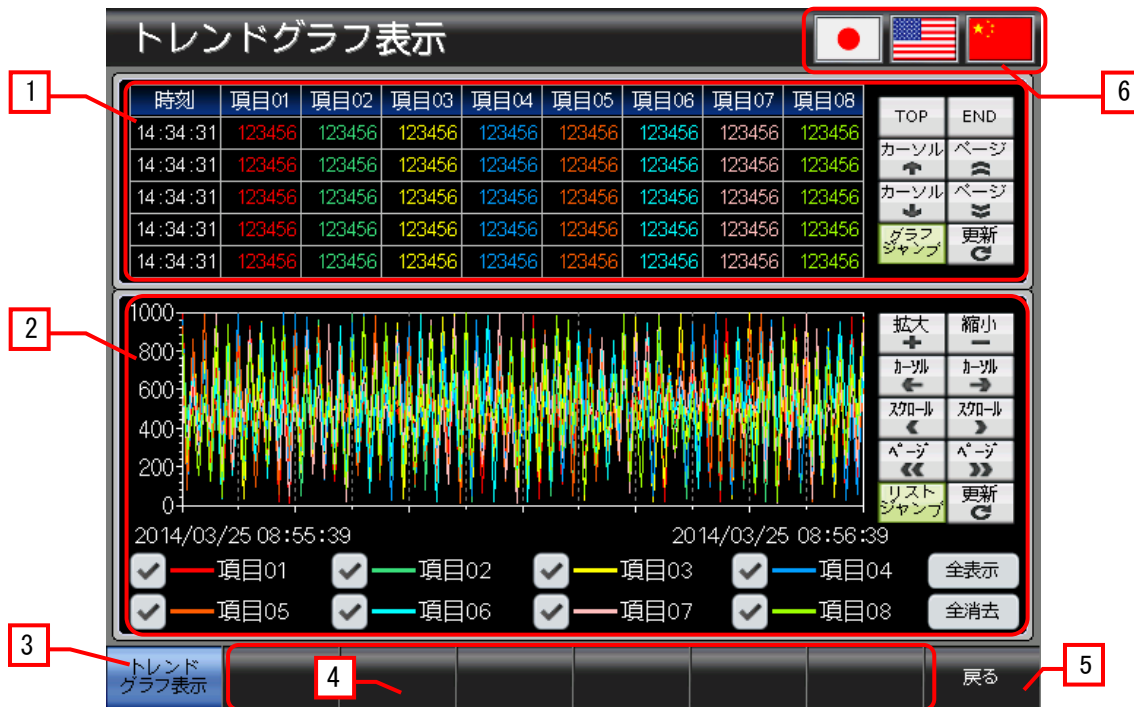 トレンドグラフ表示
6
1
時刻 項目01 項目02 項目03 項目04 項目05 項目06 項目07 項目08
14:34:31 123456 123456 123456 123456 123456 123456 123456 123456
14:34:31 123456 123456 123456 123456 123456 123456 123456 123456
14:34:31 123456 123456 123456 123456 123456 123456 123456 123456
14:34:31 123456 123456 123456 123456 123456 123456 123456 123456
14:34:31 123456 123456 123456 123456 123456 123456 123456 123456
TOP END
カーソル ページ
カーソル ページ
グラフ
ジャンプ
更新
2
1000
800
600
400
200
0
2014/03/25 08:55:39 2014/03/25 08:56:39
拡大 縮小
カーソル カーソル
スクロール スクロール
ページ ページ
リスト
ジャンプ
更新
項目01 項目02 項目03 項目04 全表示
項目05 項目06 項目07 項目08 全消去
3
トレンド
グラフ表示
4
戻る
5